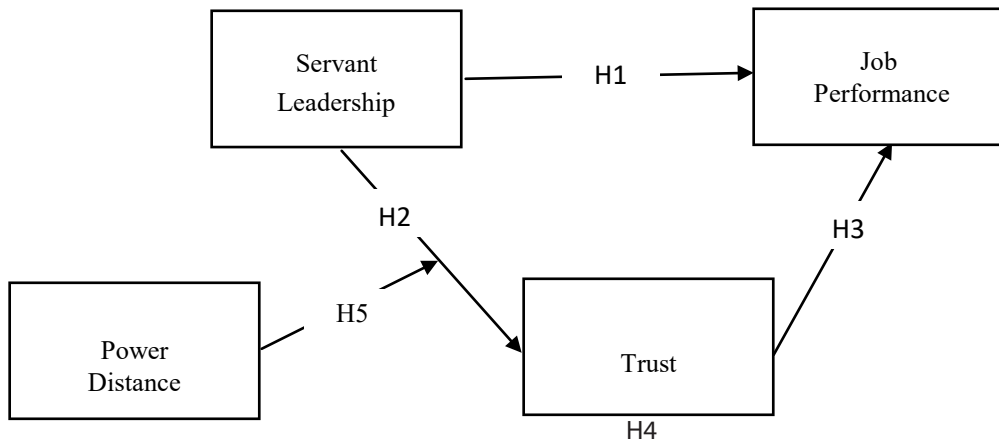 Servant
Leadership
H1
Job
Performance
H2
H3
H5
Power
Distance
Trust
H4